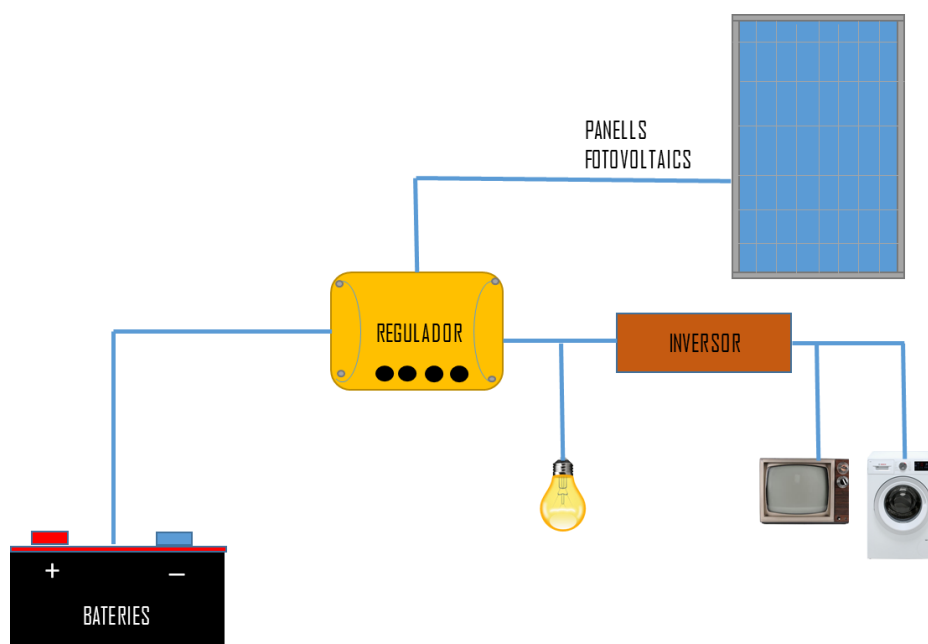 PANELLS
FOTOVOLTAICS
REGULADOR
INVERSOR
+ –
BATERIES